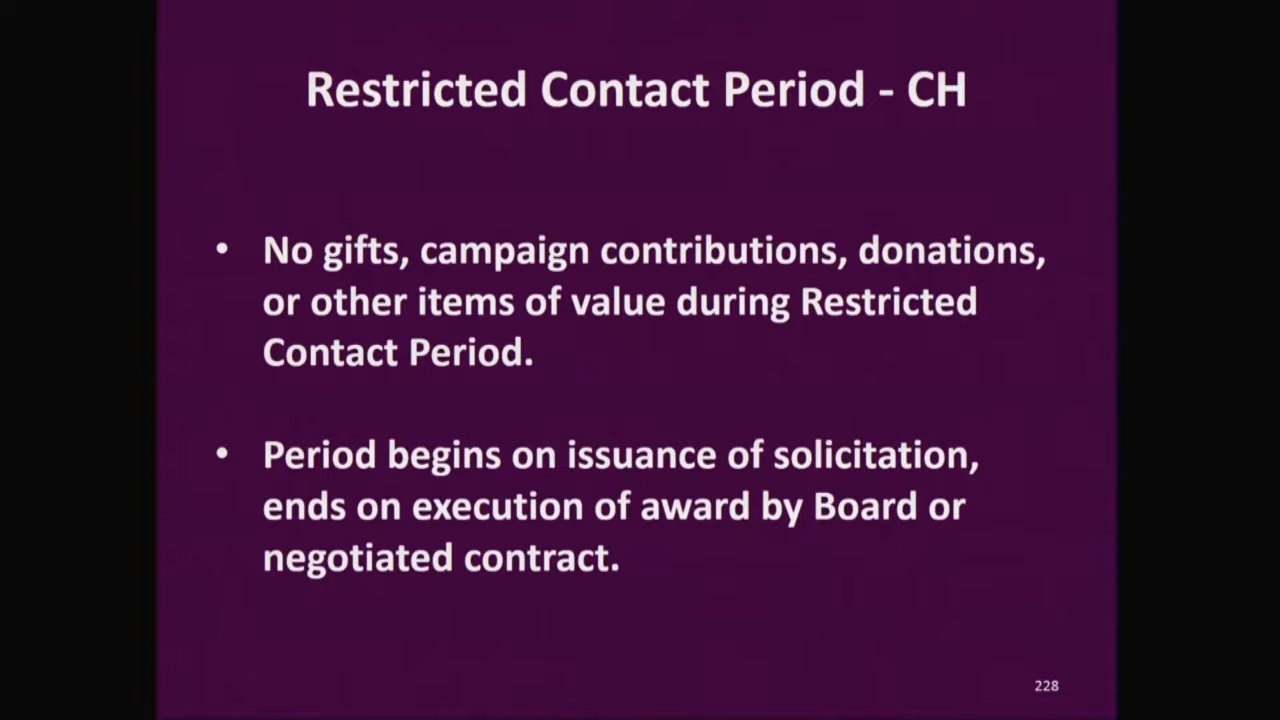 Restricted Contact Period - CH
• No gifts, campaign contributions, donations,
or other items of value during Restricted
Contact Period.
• Period begins on issuance of solicitation,
ends on execution of award by Board or
negotiated contract.
228